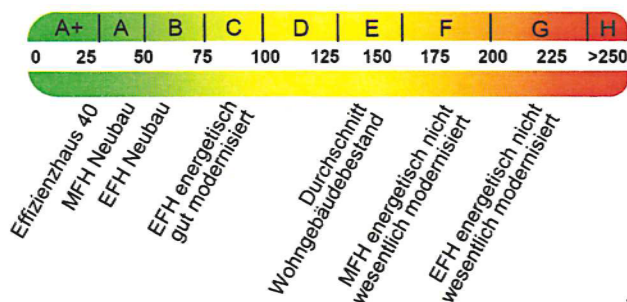 A+ A B C D E F G H
0 25 50 75 100 125 150 175 200 225 >250
Effizienzhaus 40
MFH Neubau
EFH Neubau
EFH energetisch
gut modernisiert
Durchschnitt
Wohngebäudebestand
MFH energetisch nicht
wesentlich modernisiert
EFH energetisch nicht
wesentlich modernisiert